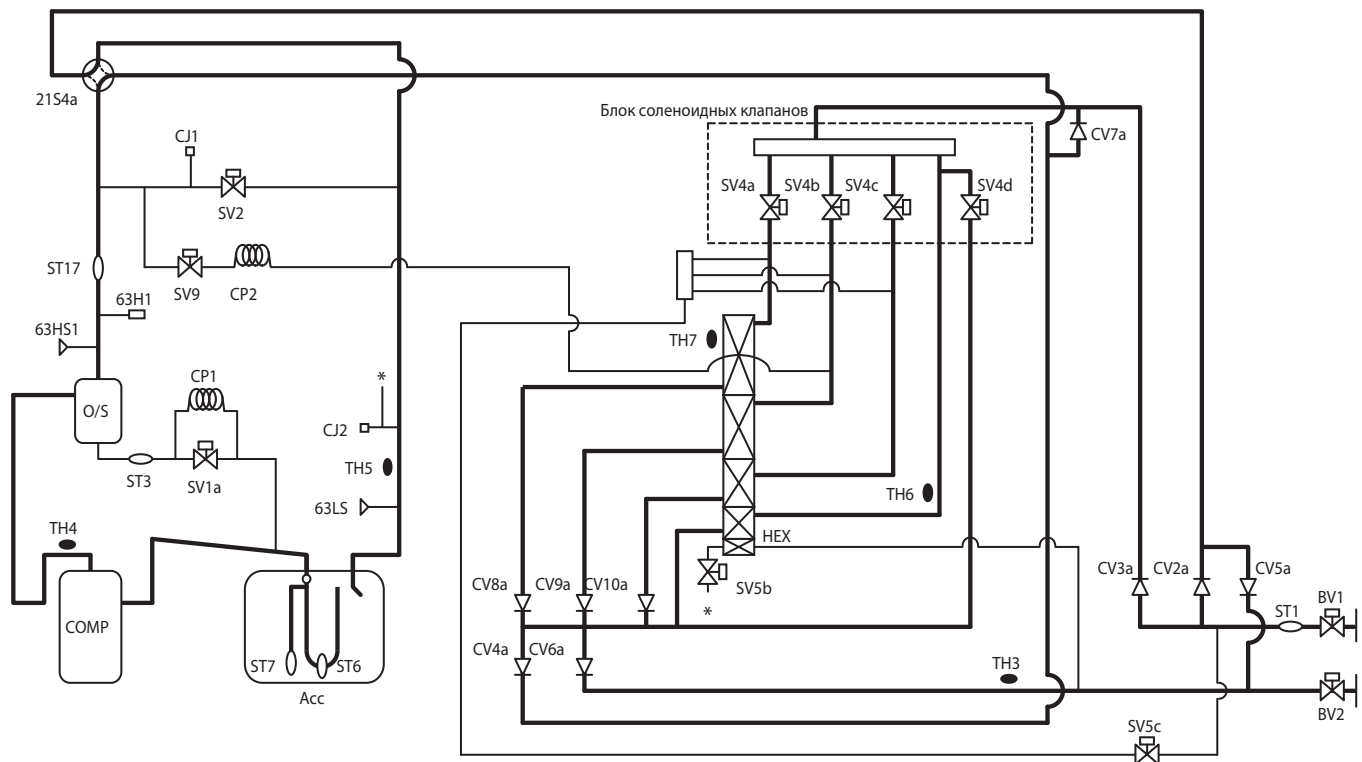 21S4a
Блок соленоидных клапанов
CJ1
CV7a
SV4a
SV4b
SV4c
SV4d
SV2
ST17
SV9
CP2
63H1
63HS1
TH7
CP1
*
O/S
CJ2
TH5
ST3
SV1a
TH6
63LS
TH4
HEX
CV8a
CV9a
CV10a
SV5b
CV3a
CV2a
CV5a
BV1
*
ST1
COMP
CV4a
CV6a
ST7
ST6
TH3
Acc
BV2
SV5c